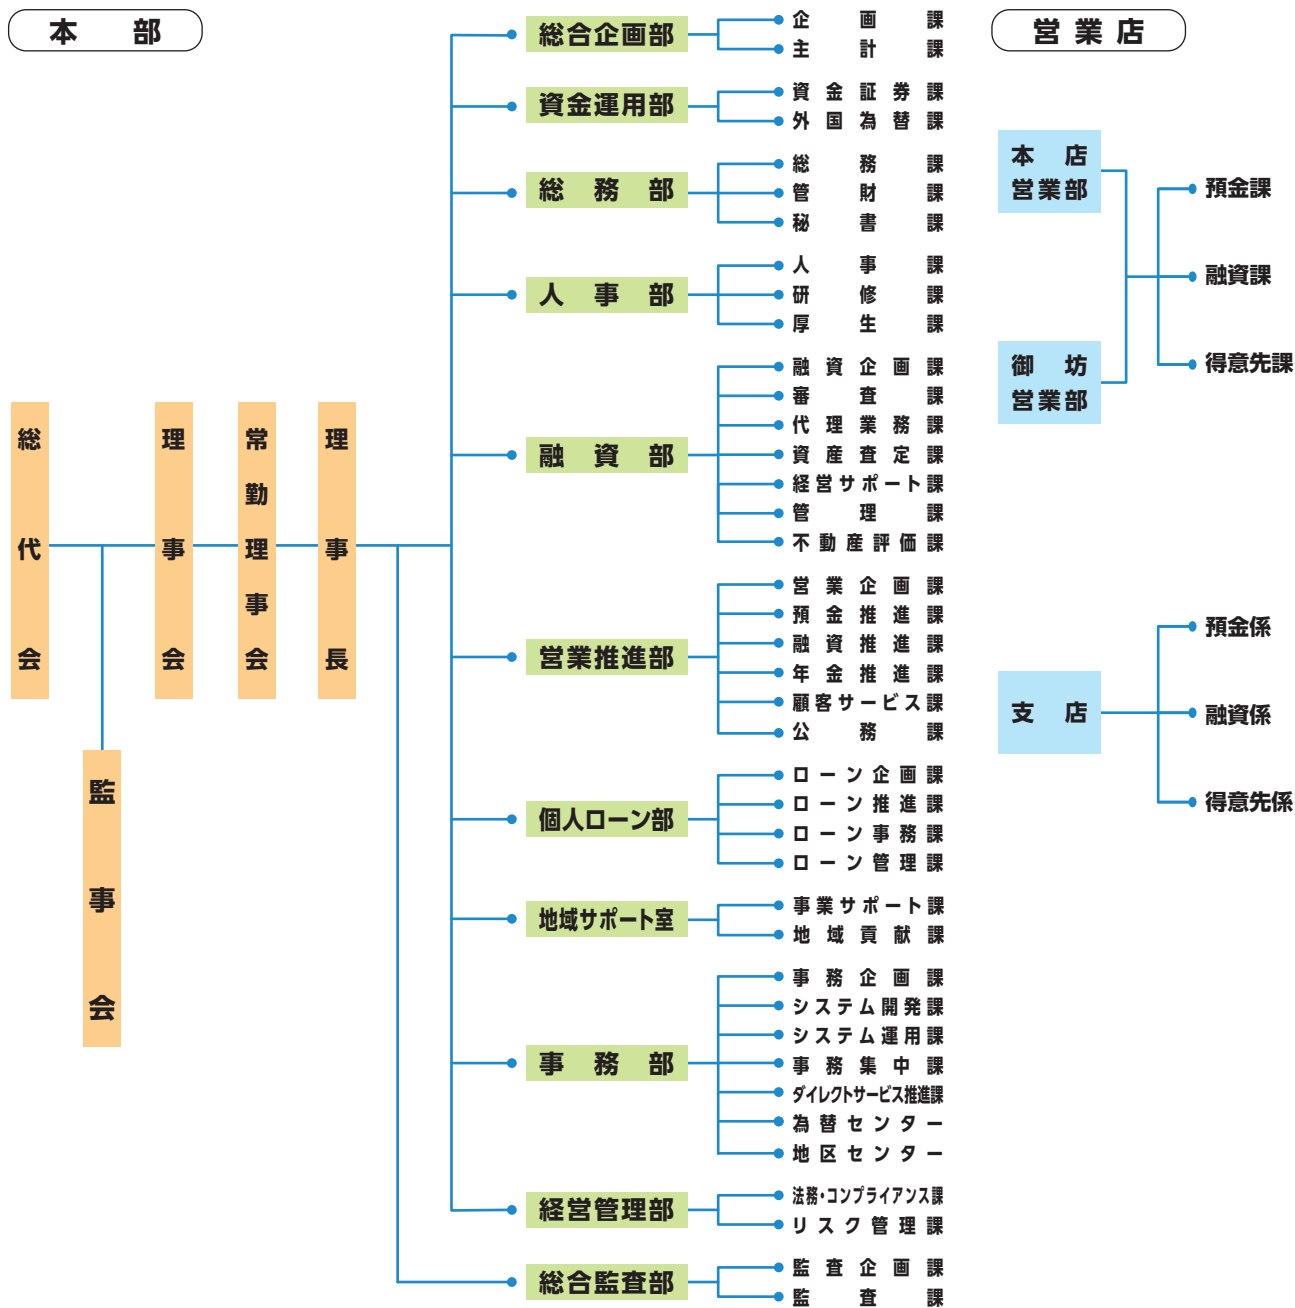 本部
総代会
監事会
理事会
常勤理事会
理事長
総合企画部
企画課
主計課
資金運用部
資金証券課
外国為替課
総務部
総務課
管財課
秘書課
人事部
人事課
研修課
厚生課
融資部
融資企画課
審査課
代理業務課
資産査定課
経営サポート課
管理課
不動産評価課
営業推進部
営業企画課
預金推進課
融資推進課
年金推進課
顧客サービス課
公務課
個人ローン部
ローン企画課
ローン推進課
ローン事務課
ローン管理課
地域サポート室
事業サポート課
地域貢献課
事務部
事務企画課
システム開発課
システム運用課
事務集中課
ダイレクトサービス推進課
為替センター
地区センター
経営管理部
法務・コンプライアンス課
リスク管理課
総合監査部
監査企画課
監査課
営業店
本店
営業部
御坊
営業部
預金課
融資課
得意先課
支店
預金係
融資係
得意先係